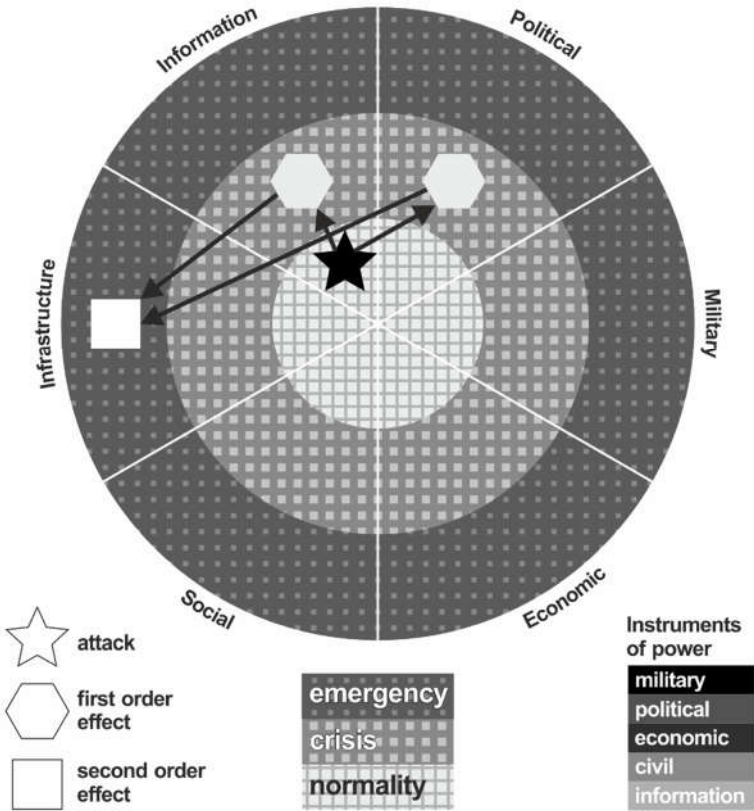 Information
Political
Infrastructure
Military
Social
Economic
attack
first order
effect
second order
effect
emergency
crisis
normality
Instruments
of power
military
political
economic
civil
information